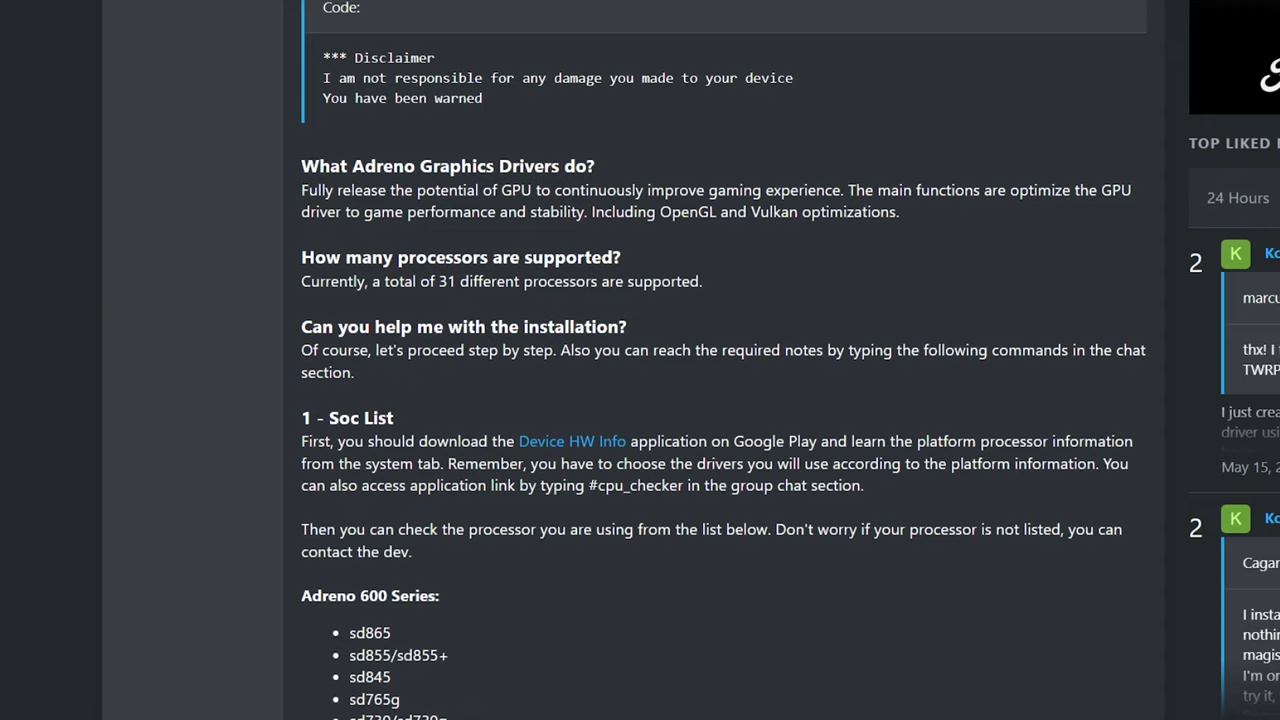 Code:
*** Disclaimer
I am not responsible for any damage you made to your device
You have been warned
What Adreno Graphics Drivers do?
Fully release the potential of GPU to continuously improve gaming experience. The main functions are optimize the GPU
driver to game performance and stability. Including OpenGL and Vulkan optimizations.
How many processors are supported?
Currently, a total of 31 different processors are supported.
Can you help me with the installation?
Of course, let's proceed step by step. Also you can reach the required notes by typing the following commands in the chat
section.
1 - Soc List
First, you should download the Device HW Info application on Google Play and learn the platform processor information
from the system tab. Remember, you have to choose the drivers you will use according to the platform information. You
can also access application link by typing #cpu_checker in the group chat section.
Then you can check the processor you are using from the list below. Don't worry if your processor is not listed, you can
contact the dev.
Adreno 600 Series:
• sd865
• sd855/sd855+
• sd845
• sd765g
TOP LIKED
24 Hours
2
K
marcu
thx! I
TWRP
I just crea
driver usi
May 15, 2
2
K
Cagar
I insta
nothin
magis
I'm or
try it,